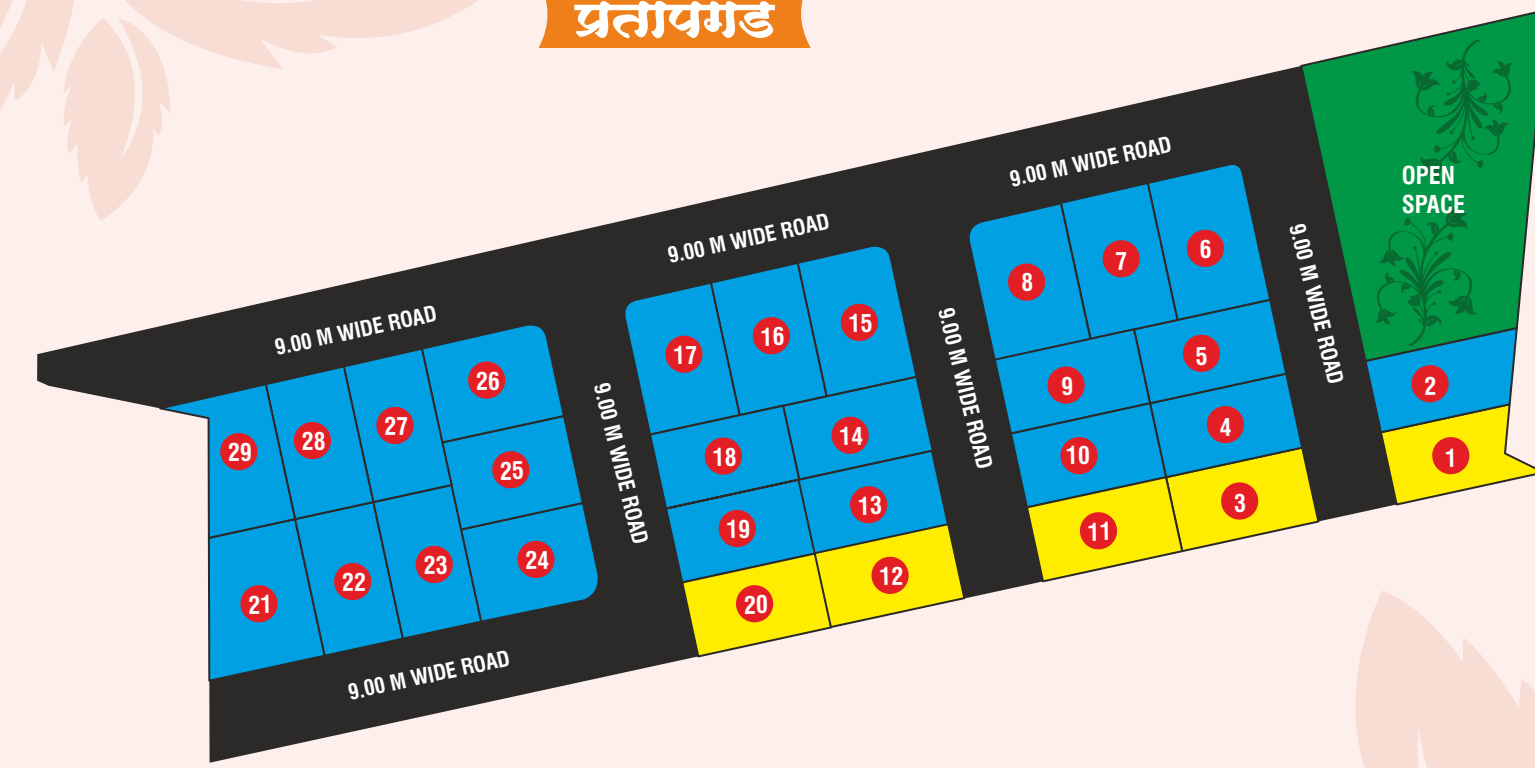 प्रतापगड
9.00 M WIDE ROAD
8
7
6
9
5
10
4
11
3
9.00 M WIDE ROAD
OPEN
SPACE
2
1
9.00 M WIDE ROAD
17
16
15
18
14
19
13
20
12
9.00 M WIDE ROAD
9.00 M WIDE ROAD
29
28
27
26
25
21
22
23
24
9.00 M WIDE ROAD
9.00 M WIDE ROAD